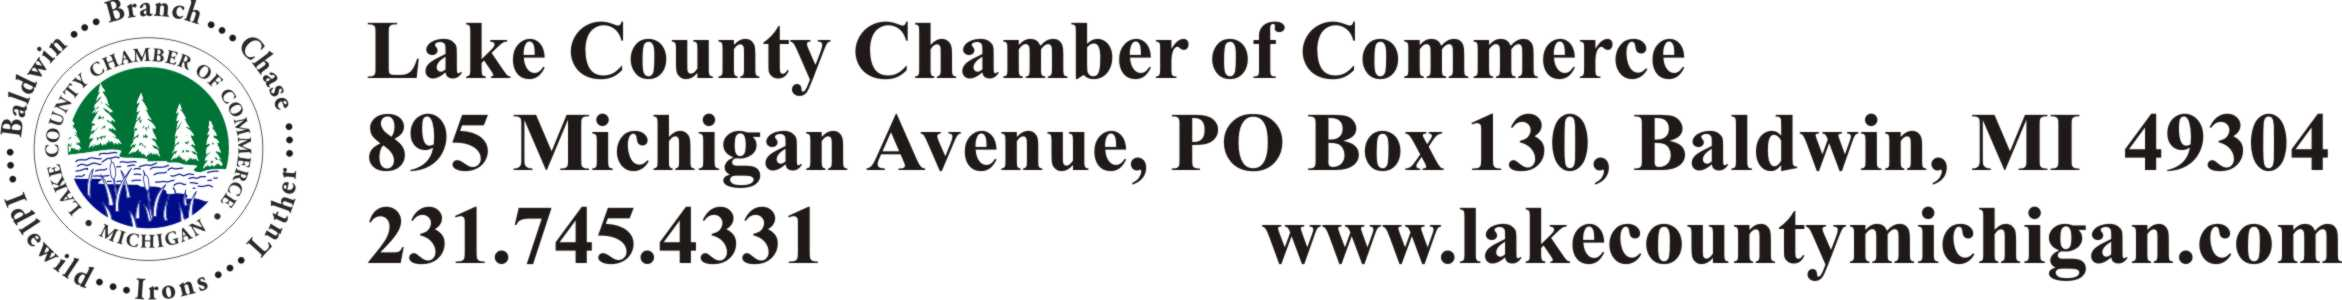 Branch
Chase
Luther
Irons
Idlewild
Baldwin
LAKE COUNTY CHAMBER OF COMMERCE
MICHIGAN
Lake County Chamber of Commerce
895 Michigan Avenue, PO Box 130, Baldwin, MI  49304
231.745.4331 www.lakecountymichigan.com